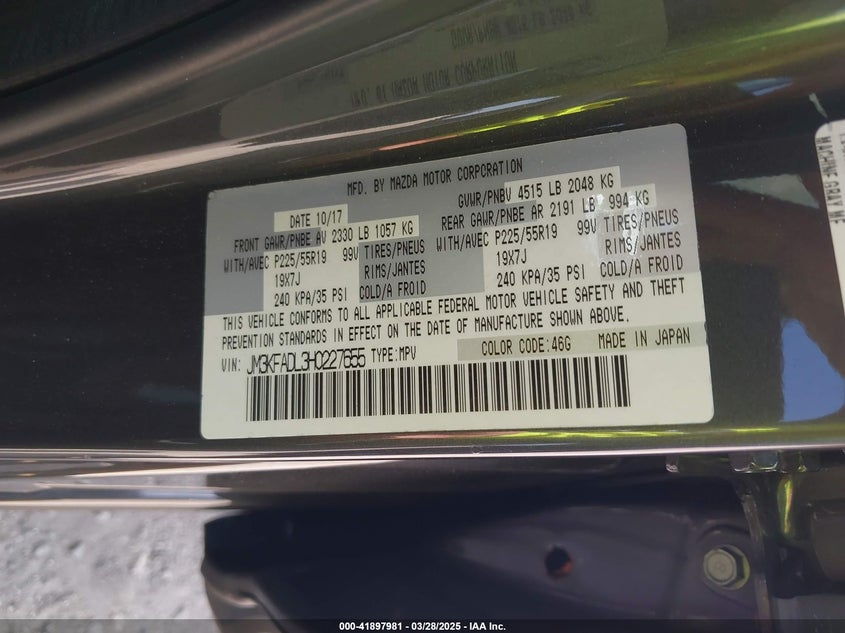 MFD. BY MAZDA MOTOR CORPORATION
DATE 10/17 GVWR/PNBV 4515 LB 2048 KG
FRONT GAWR/PNBE AV 2330 LB 1057 KG REAR GAWR/PNBE AR 2191 LB 994 KG
WITH/AVEC P225/55R19 99V TIRES/PNEUS WITH/AVEC P225/55R19 99V TIRES/PNEUS
19X7J RIMS/JANTES 19X7J RIMS/JANTES
240 KPA/35 PSI COLD/A FROID 240 KPA/35 PSI COLD/A FROID
THIS VEHICLE CONFORMS TO ALL APPLICABLE FEDERAL MOTOR VEHICLE SAFETY AND THEFT
PREVENTION STANDARDS IN EFFECT ON THE DATE OF MANUFACTURE SHOWN ABOVE.
VIN: JM3KFADL3H0227655 TYPE:MPV COLOR CODE:46G MADE IN JAPAN
MACHINE GRAY MF
000-41897981 — 03/28/2025 — IAA Inc.